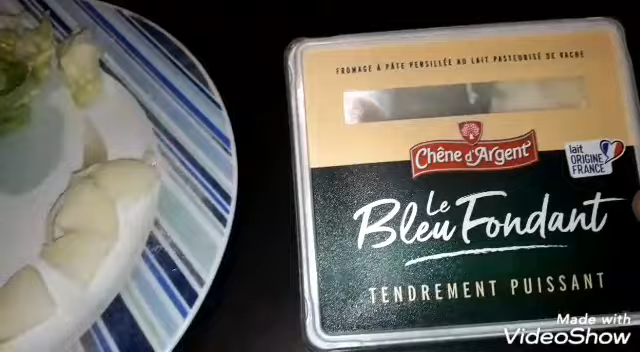 FROMAGE À PÂTE PERSILLÉE AU LAIT PASTEURISÉ DE VACHE
Chêne d'Argent
lait
ORIGINE
FRANCE
Le
Bleu Fondant
TENDREMENT PUISSANT
Made with
VideoShow